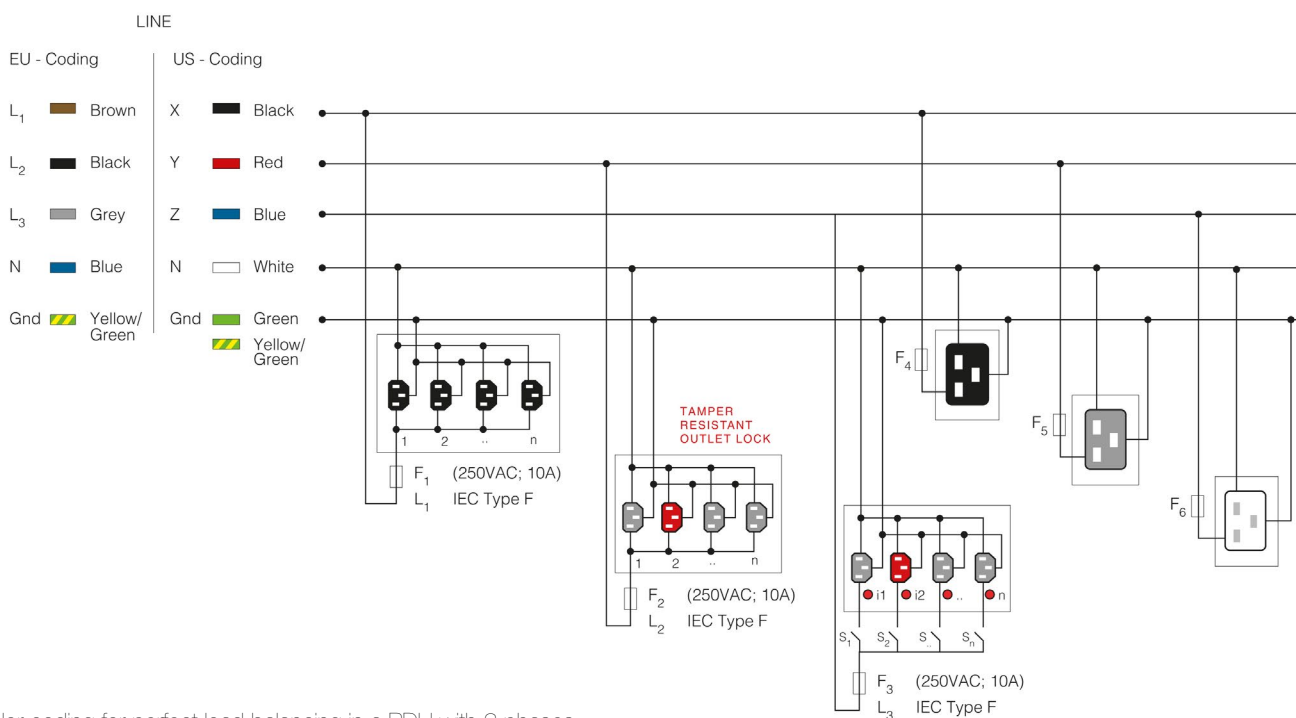 LINE
EU - Coding US - Coding
L1 Brown X Black
L2 Black Y Red
L3 Grey Z Blue
N Blue N White
Gnd Yellow/ Green Gnd Green
Yellow/ Green
1 2 .. n
F1 (250VAC; 10A)
L1 IEC Type F
TAMPER
RESISTANT
OUTLET LOCK
1 2 .. n
F2 (250VAC; 10A)
L2 IEC Type F
i1 i2 .. n
S1 S2 S.. Sn
F3 (250VAC; 10A)
L3 IEC Type F
F4
F5
F6